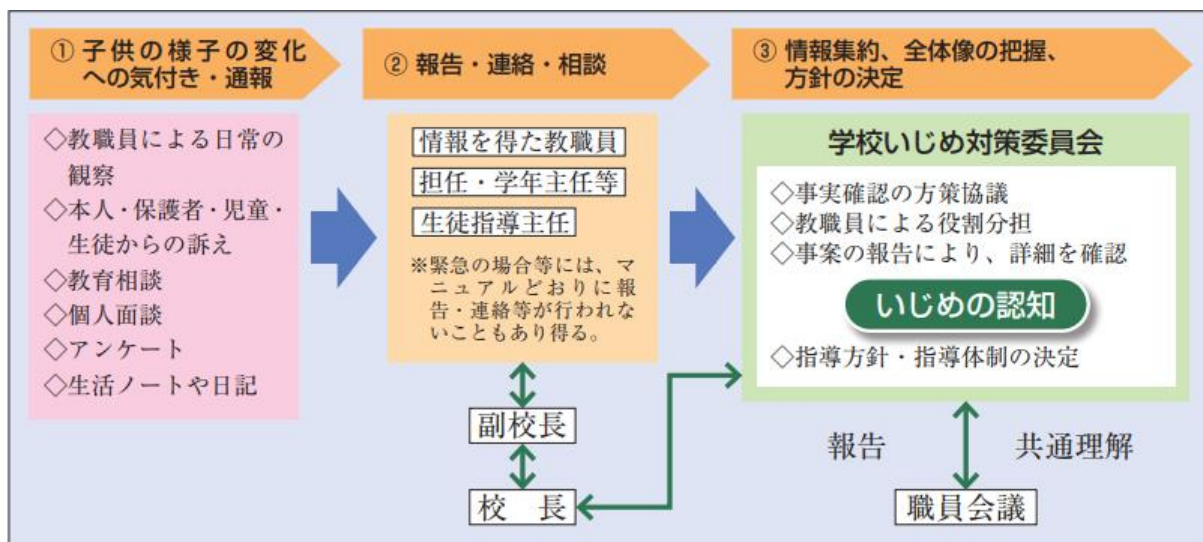 ① 子供の様子の変化
への気付き・通報
◇教職員による日常の
観察
◇本人・保護者・児童・
生徒からの訴え
◇教育相談
◇個人面談
◇アンケート
◇生活ノートや日記
② 報告・連絡・相談
情報を得た教職員
担任・学年主任等
生徒指導主任
※緊急の場合等には、マ
ニュアルどおりに報
告・連絡等が行われな
いこともあり得る。
副校長
校　長
③ 情報集約、全体像の把握、
方針の決定
学校いじめ対策委員会
◇事実確認の方策協議
◇教職員による役割分担
◇事案の報告により、詳細を確認
いじめの認知
◇指導方針・指導体制の決定
報告　共通理解
職員会議